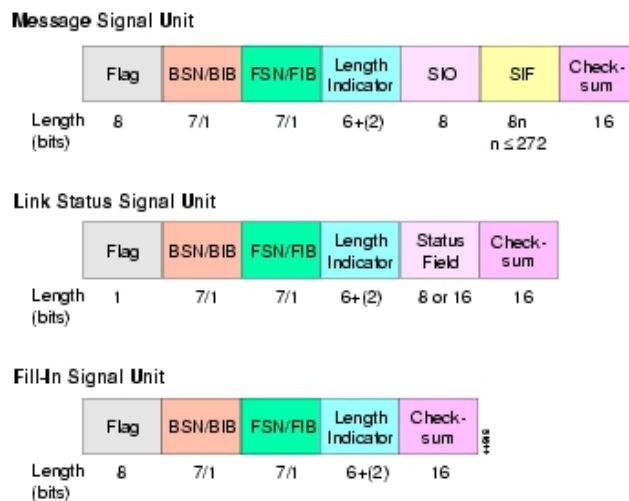 Message Signal Unit
Flag BSN/BIB FSN/FIB Length Indicator SIO SIF Check-sum
Length (bits) 8 7/1 7/1 6+(2) 8 8n n ≤ 272 16
Link Status Signal Unit
Flag BSN/BIB FSN/FIB Length Indicator Status Field Check-sum
Length (bits) 1 7/1 7/1 6+(2) 8 or 16 16
Fill-In Signal Unit
Flag BSN/BIB FSN/FIB Length Indicator Check-sum
Length (bits) 8 7/1 7/1 6+(2) 16